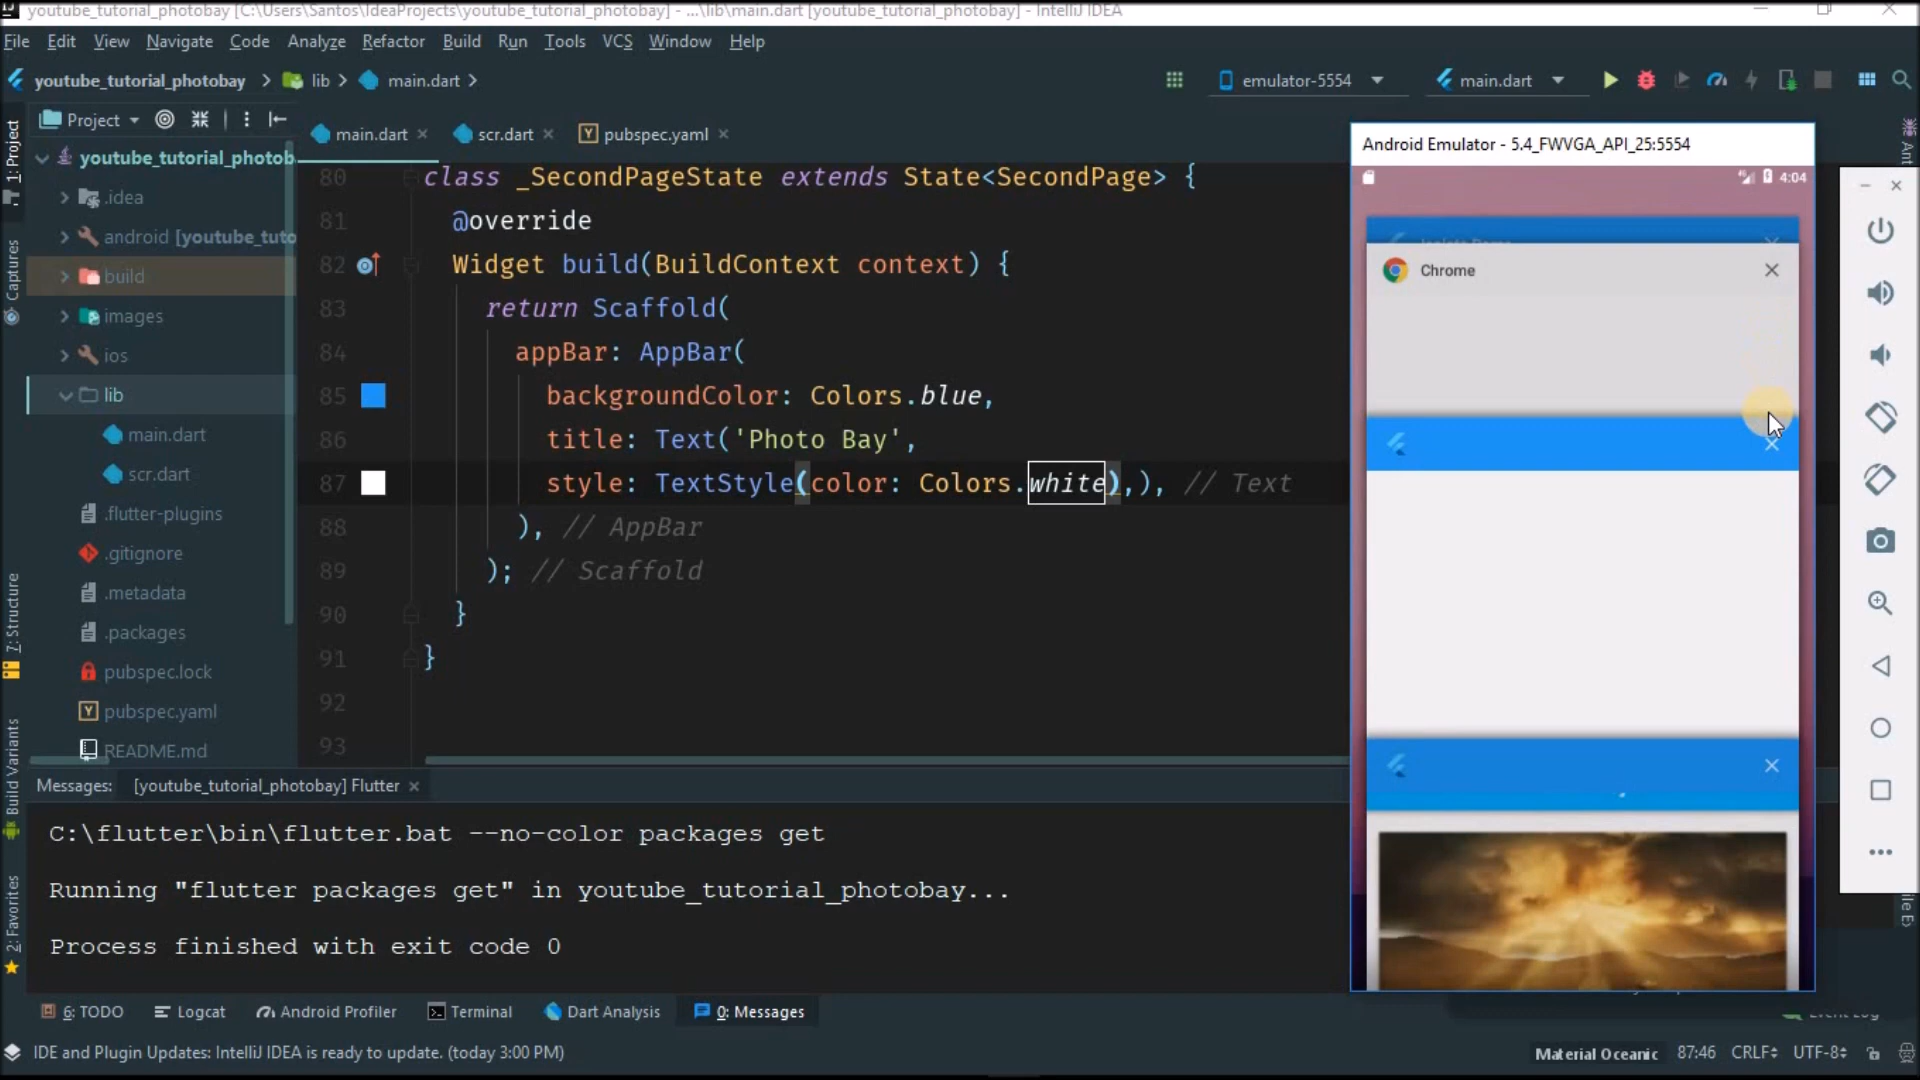 youtube_tutorial_photobay [C:\Users\Santos\IdeaProjects\youtube_tutorial_photobay] - ...\lib\main.dart [youtube_tutorial_photobay] - IntelliJ IDEA
File Edit View Navigate Code Analyze Refactor Build Run Tools VCS Window Help
youtube_tutorial_photobay lib main.dart emulator-5554 main.dart
Project
main.dart scr.dart pubspec.yaml
1: Project
Captures
7: Structure
Build Variants
2: Favorites
youtube_tutorial_photob
.idea
android [youtube_tuto
build
images
ios
lib
main.dart
scr.dart
.flutter-plugins
.gitignore
.metadata
.packages
pubspec.lock
pubspec.yaml
README.md
80 class _SecondPageState extends State<SecondPage> {
81 @override
82 Widget build(BuildContext context) {
83 return Scaffold(
84 appBar: AppBar(
85 backgroundColor: Colors.blue,
86 title: Text('Photo Bay',
87 style: TextStyle(color: Colors.white),), // Text
88 ), // AppBar
89 ); // Scaffold
90 }
91 }
92
93
Android Emulator - 5.4_FWVGA_API_25:5554
4:04
Chrome
Messages: [youtube_tutorial_photobay] Flutter
C:\flutter\bin\flutter.bat --no-color packages get
Running "flutter packages get" in youtube_tutorial_photobay...
Process finished with exit code 0
6: TODO Logcat Android Profiler Terminal Dart Analysis 0: Messages Event Log
IDE and Plugin Updates: IntelliJ IDEA is ready to update. (today 3:00 PM) Material Oceanic 87:46 CRLF UTF-8